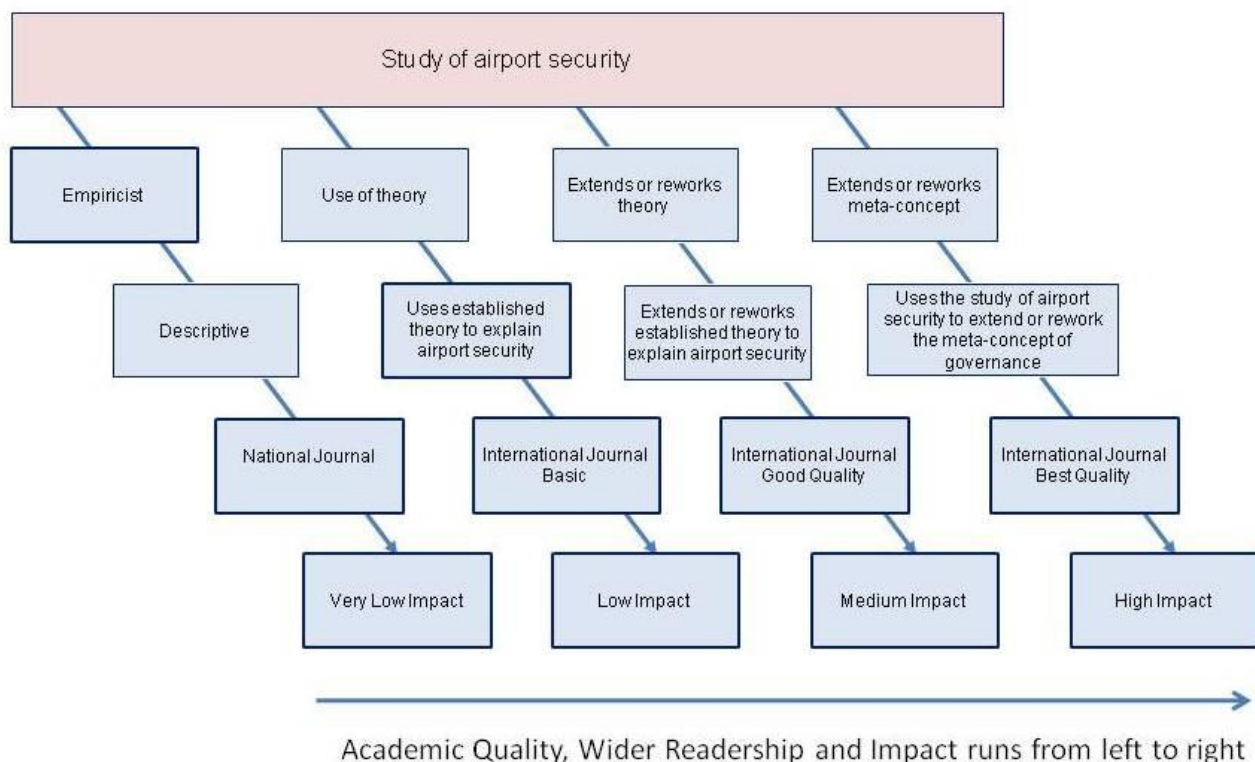 Study of airport security
Empiricist
Use of theory
Extends or reworks
theory
Extends or reworks
meta-concept
Descriptive
Uses established
theory to explain
airport security
Extends or reworks
established theory to
explain airport security
Uses the study of airport
security to extend or rework
the meta-concept of
governance
National Journal
International Journal
Basic
International Journal
Good Quality
International Journal
Best Quality
Very Low Impact
Low Impact
Medium Impact
High Impact
Academic Quality, Wider Readership and Impact runs from left to right